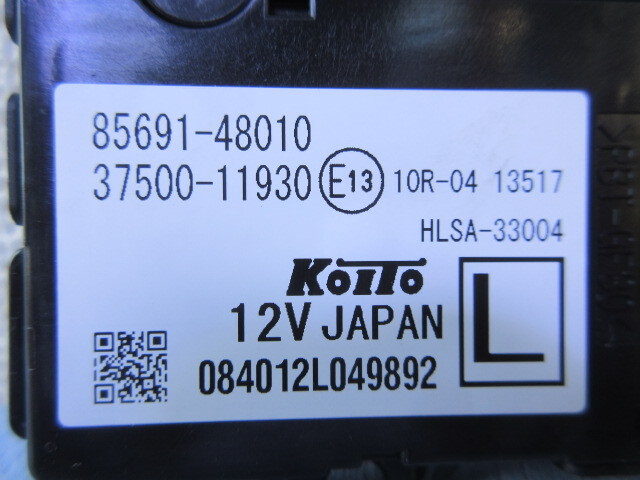 85691-48010
37500-11930 E13 10R-04 13517
HLSA-33004
KOITO
12V JAPAN
L
084012L049892